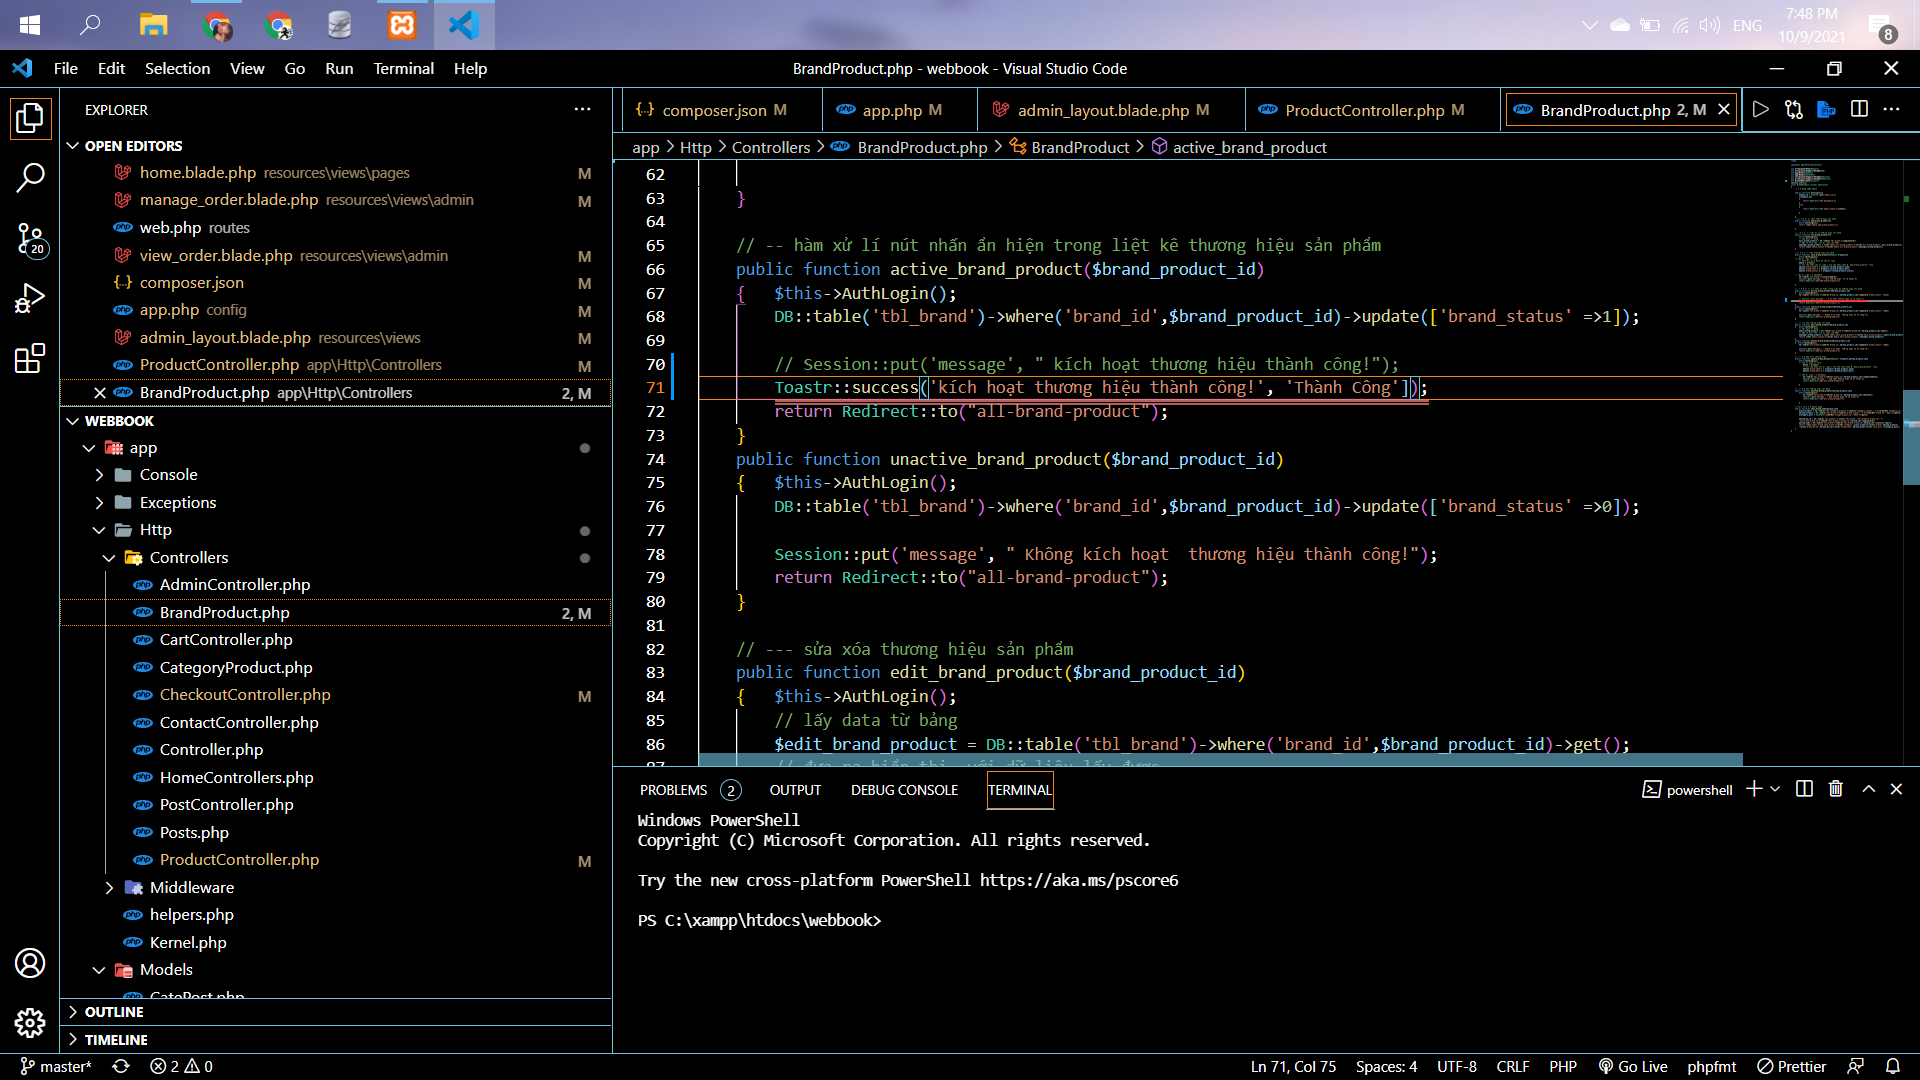 ENG
7:48 PM
10/9/2021
8
File Edit Selection View Go Run Terminal Help
BrandProduct.php - webbook - Visual Studio Code
EXPLORER
composer.json M
app.php M
admin_layout.blade.php M
ProductController.php M
BrandProduct.php 2, M
OPEN EDITORS
home.blade.php resources\views\pages M
manage_order.blade.php resources\views\admin M
web.php routes
view_order.blade.php resources\views\admin M
composer.json M
app.php config M
admin_layout.blade.php resources\views M
ProductController.php app\Http\Controllers M
BrandProduct.php app\Http\Controllers 2, M
20
WEBBOOK
app
Console
Exceptions
Http
Controllers
AdminController.php
BrandProduct.php 2, M
CartController.php
CategoryProduct.php
CheckoutController.php M
ContactController.php
Controller.php
HomeControllers.php
PostController.php
Posts.php
ProductController.php M
Middleware
helpers.php
Kernel.php
Models
CatePost.php
OUTLINE
TIMELINE
app > Http > Controllers > BrandProduct.php > BrandProduct > active_brand_product
62
63 }
64
65 // -- hàm xử lí nút nhấn ẩn hiện trong liệt kê thương hiệu sản phẩm
66 public function active_brand_product($brand_product_id)
67 { $this->AuthLogin();
68 DB::table('tbl_brand')->where('brand_id',$brand_product_id)->update(['brand_status' =>1]);
69
70 // Session::put('message', " kích hoạt thương hiệu thành công!");
71 Toastr::success('kích hoạt thương hiệu thành công!', 'Thành Công']);
72 return Redirect::to("all-brand-product");
73 }
74 public function unactive_brand_product($brand_product_id)
75 { $this->AuthLogin();
76 DB::table('tbl_brand')->where('brand_id',$brand_product_id)->update(['brand_status' =>0]);
77
78 Session::put('message', " Không kích hoạt  thương hiệu thành công!");
79 return Redirect::to("all-brand-product");
80 }
81
82 // --- sửa xóa thương hiệu sản phẩm
83 public function edit_brand_product($brand_product_id)
84 { $this->AuthLogin();
85 // lấy data từ bảng
86 $edit_brand_product = DB::table('tbl_brand')->where('brand_id',$brand_product_id)->get();
PROBLEMS 2 OUTPUT DEBUG CONSOLE TERMINAL
powershell
Windows PowerShell
Copyright (C) Microsoft Corporation. All rights reserved.
Try the new cross-platform PowerShell https://aka.ms/pscore6
PS C:\xampp\htdocs\webbook>
master* 2 0
Ln 71, Col 75 Spaces: 4 UTF-8 CRLF PHP Go Live phpfmt Prettier